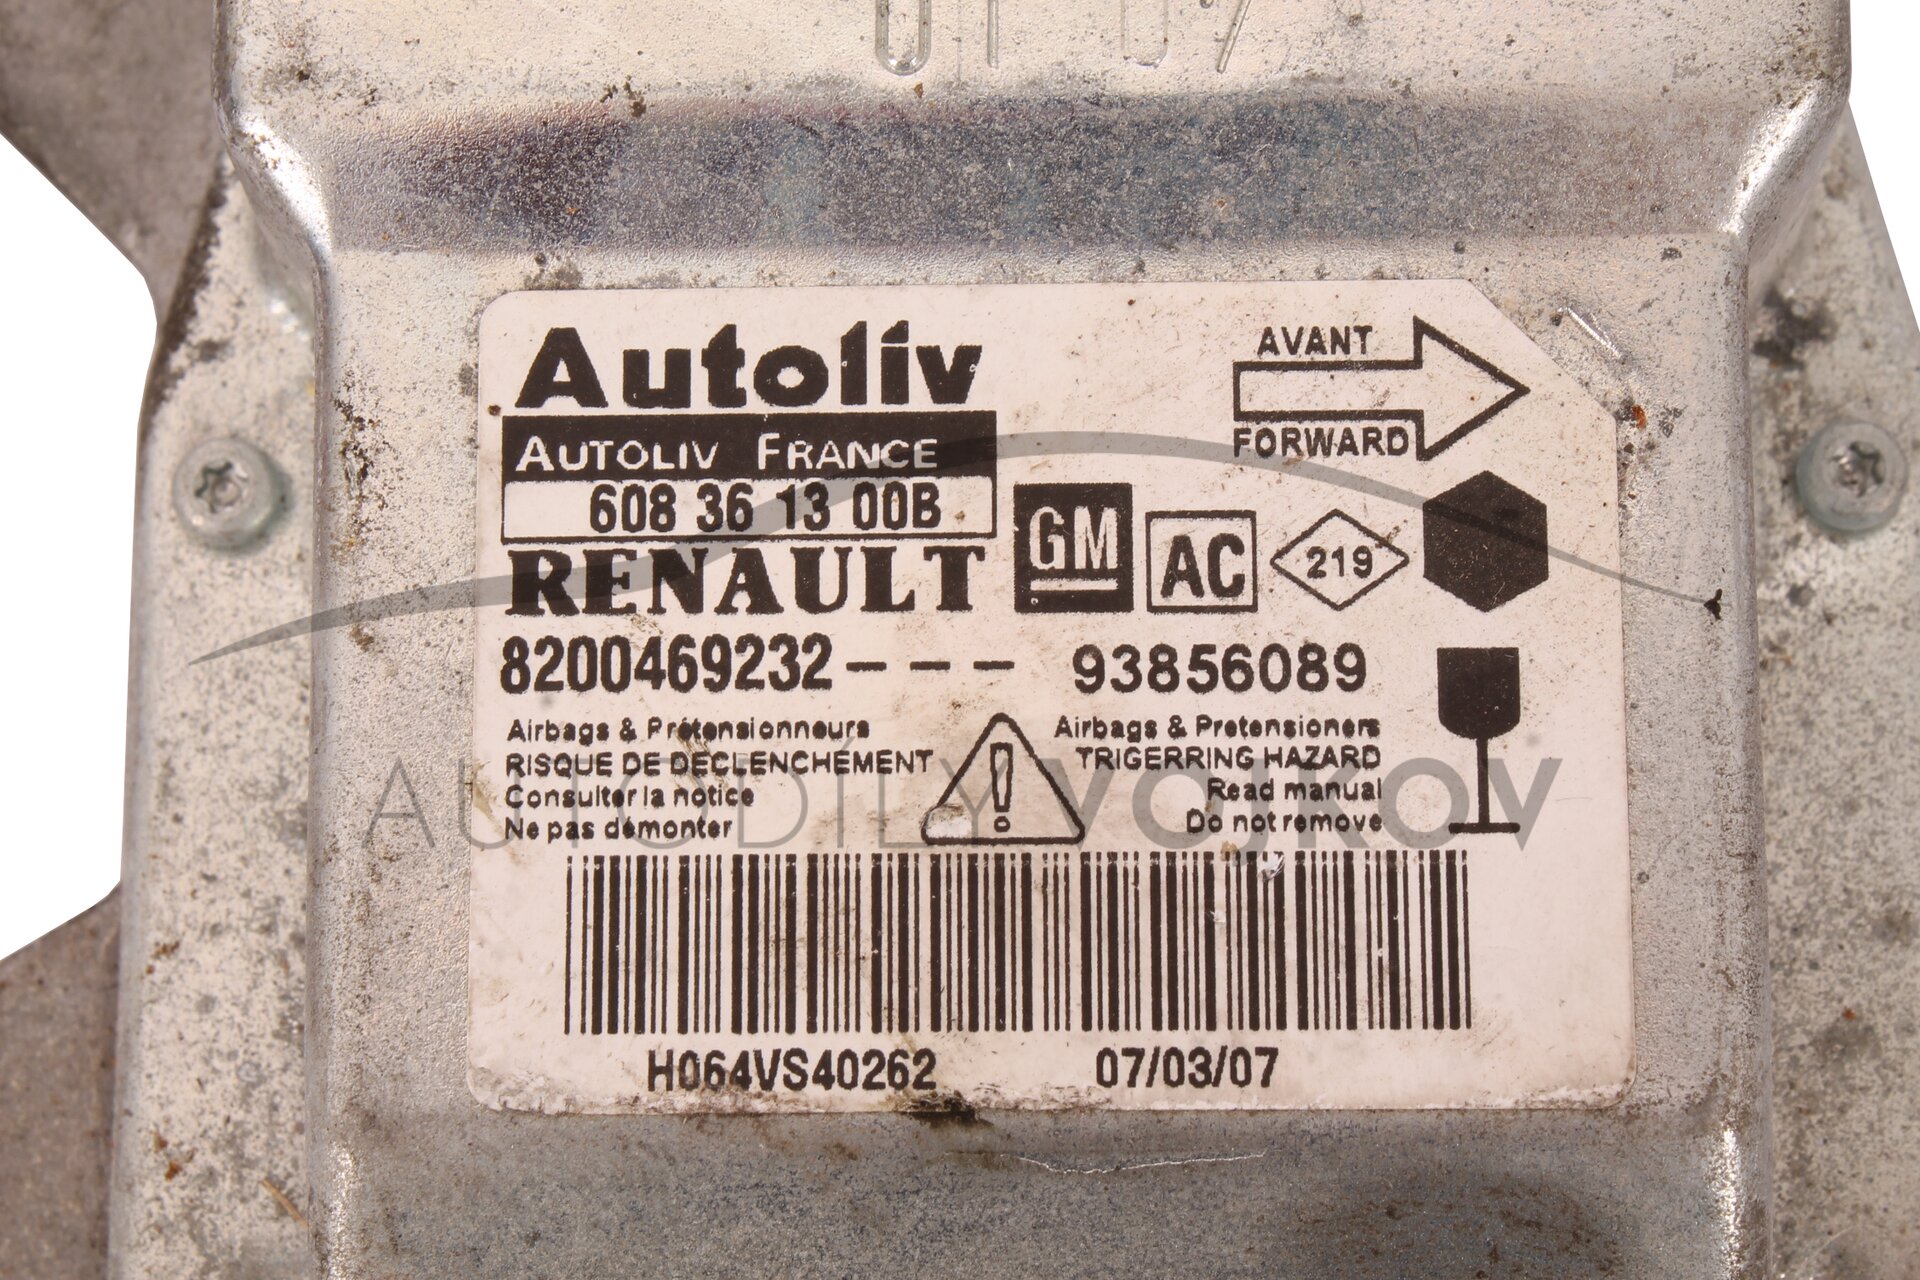 Autoliv
AVANT
FORWARD
AUTOLIV FRANCE
608 36 13 00B
RENAULT
GM
AC
219
8200469232--- 93856089
Airbags & Prétensionneurs
RISQUE DE DECLENCHEMENT
Consulter la notice
Ne pas démonter
!
Airbags & Pretensioners
TRIGERRING HAZARD
Read manual
Do not remove
AUTODÍLY VOJKOV
H064VS40262 07/03/07